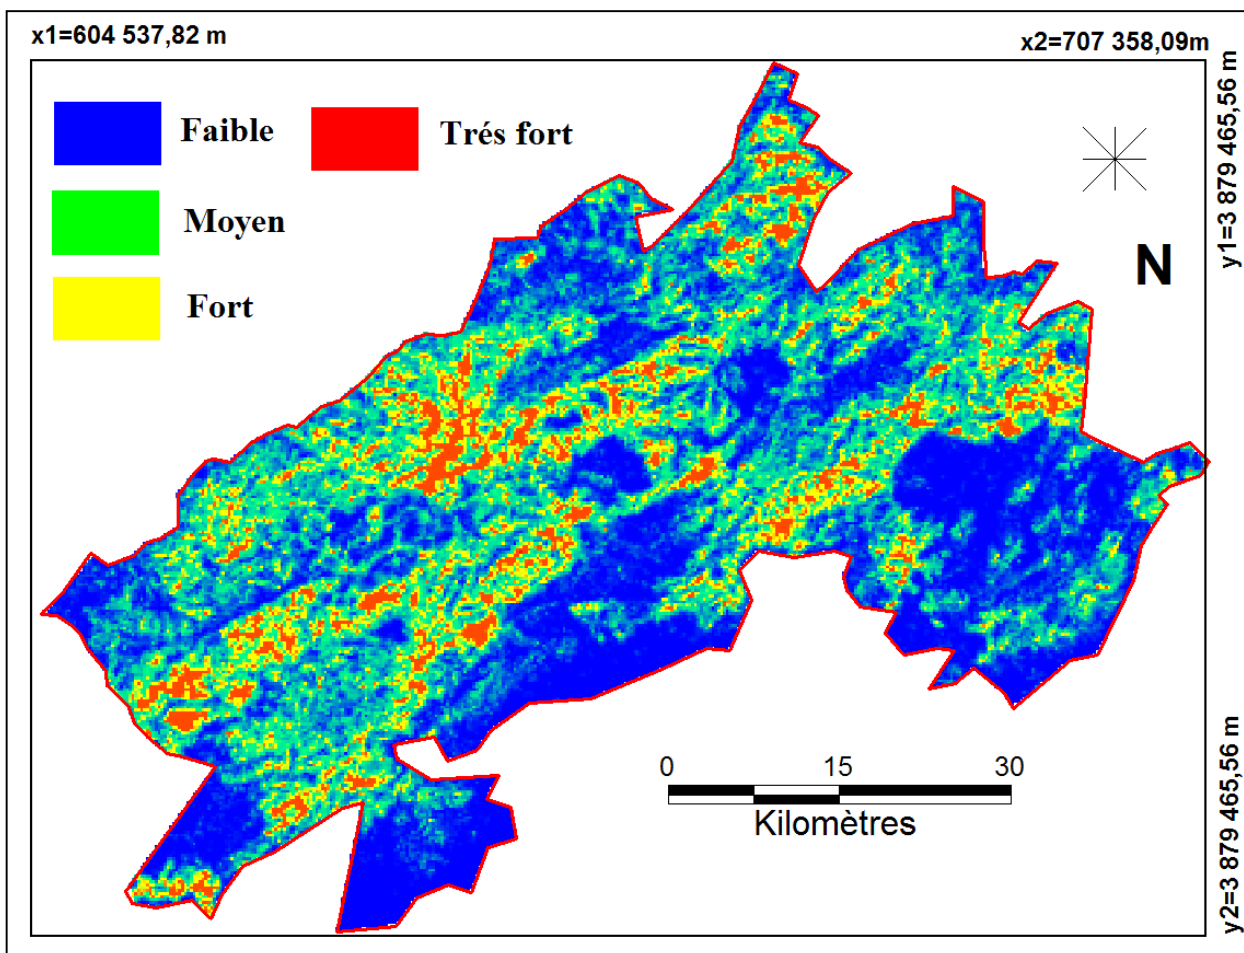 x1=604 537,82 m
x2=707 358,09m
y1=3 879 465,56 m
Faible
Trés fort
Moyen
Fort
N
0 15 30
Kilomètres
y2=3 879 465,56 m